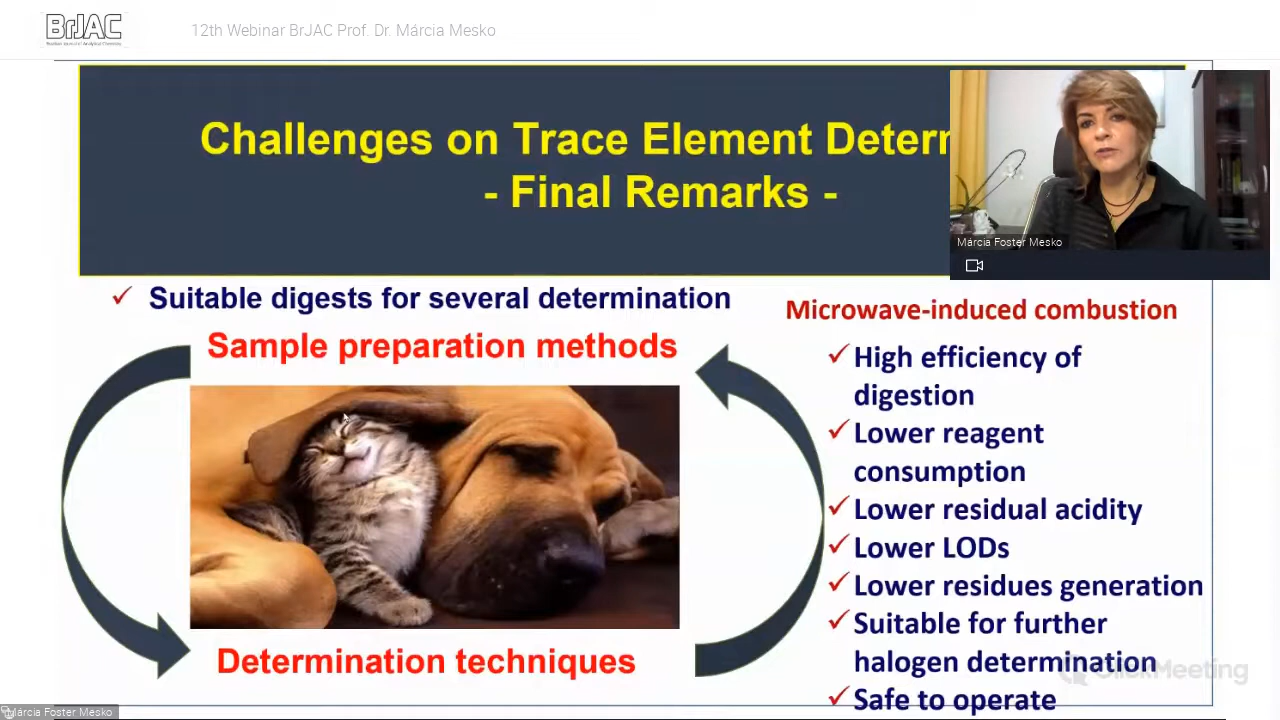 BrJAC
12th Webinar BrJAC Prof. Dr. Márcia Mesko
Challenges on Trace Element Determ
- Final Remarks -
Márcia Foster Mesko
✓ Suitable digests for several determination
Sample preparation methods
Determination techniques
Microwave-induced combustion
✓ High efficiency of
digestion
✓ Lower reagent
consumption
✓ Lower residual acidity
✓ Lower LODs
✓ Lower residues generation
✓ Suitable for further
halogen determination
✓ Safe to operate
ClickMeeting
Márcia Foster Mesko